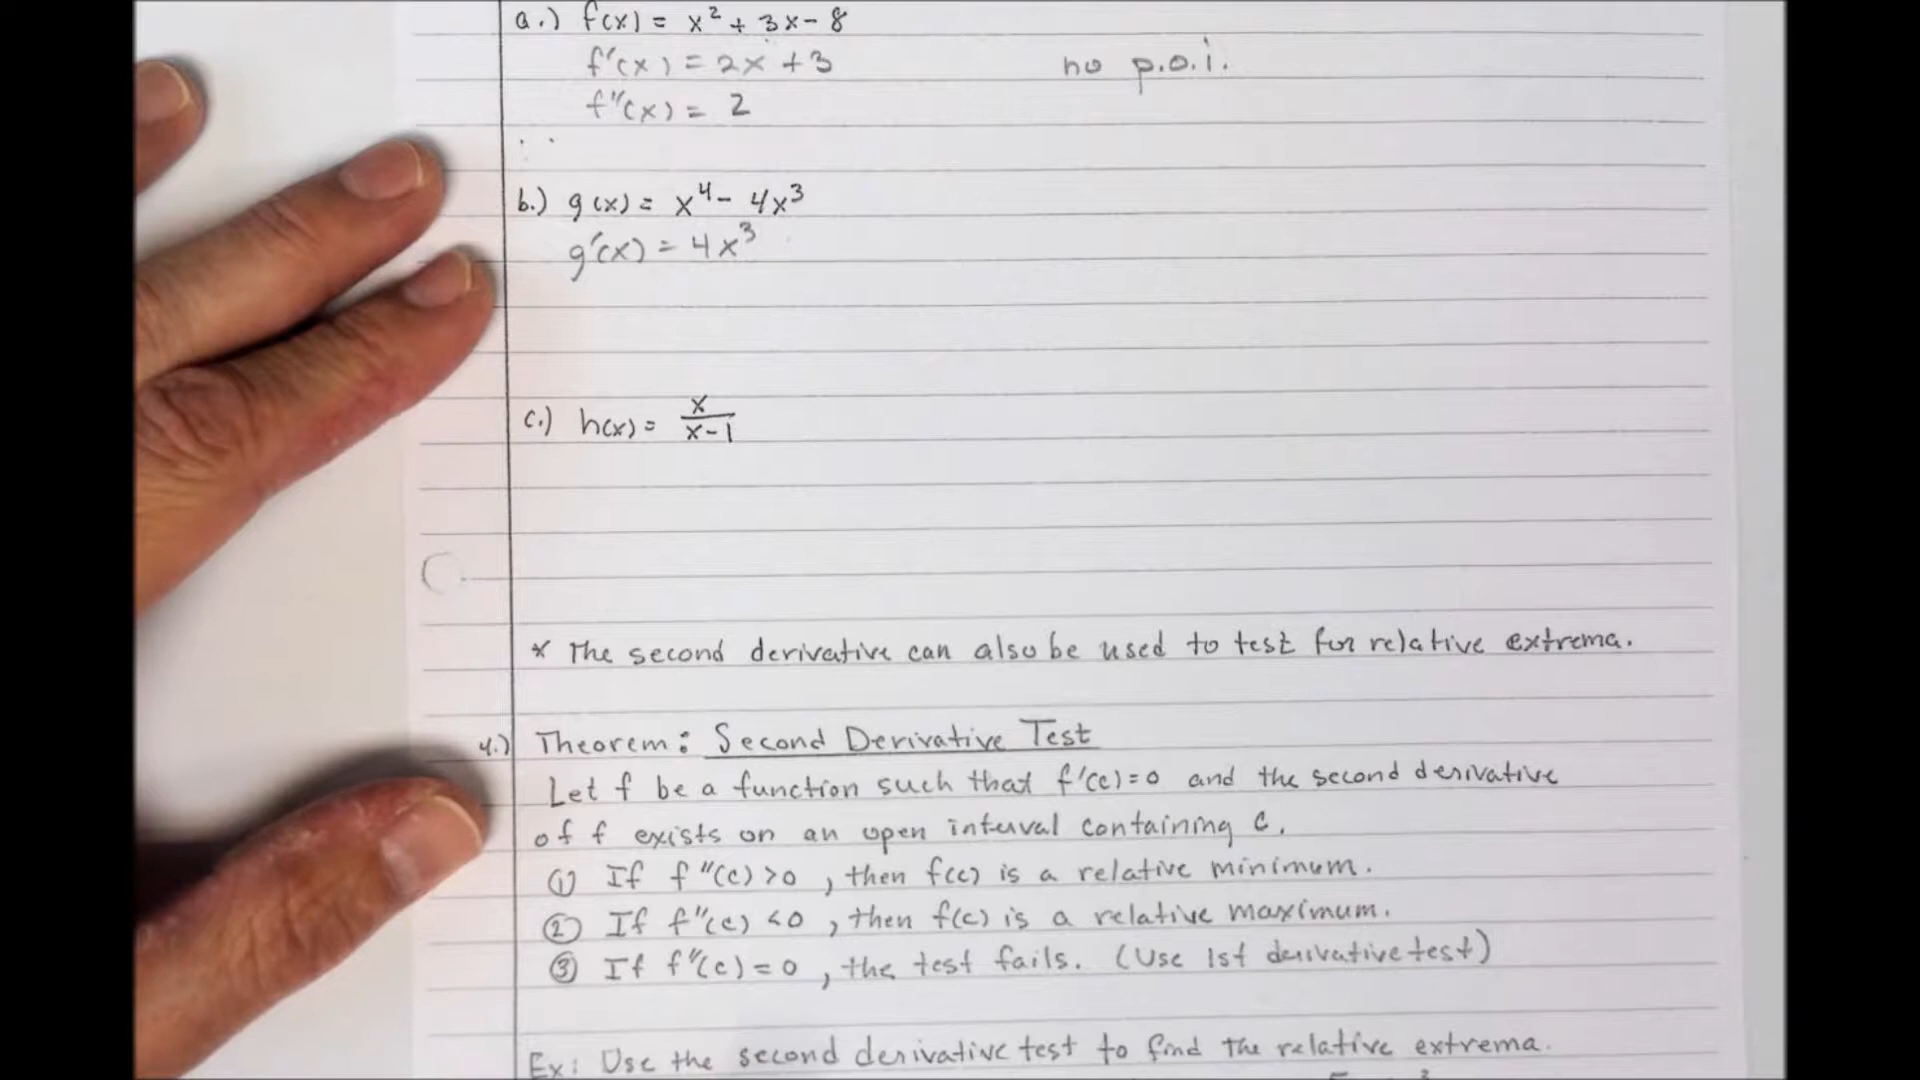 a.) f(x) = x² + 3x - 8
f'(x) = 2x + 3
no p.o.i.
f''(x) = 2
b.) g(x) = x⁴ - 4x³
g'(x) = 4x³
c.) h(x) = x/(x-1)
* The second derivative can also be used to test for relative extrema.
4.) Theorem: Second Derivative Test
Let f be a function such that f'(c)=0 and the second derivative
of f exists on an open interval containing c.
① If f''(c) >0, then f(c) is a relative minimum.
② If f''(c) <0, then f(c) is a relative maximum.
③ If f''(c) = 0, the test fails. (Use 1st derivative test)
Ex: Use the second derivative test to find the relative extrema.